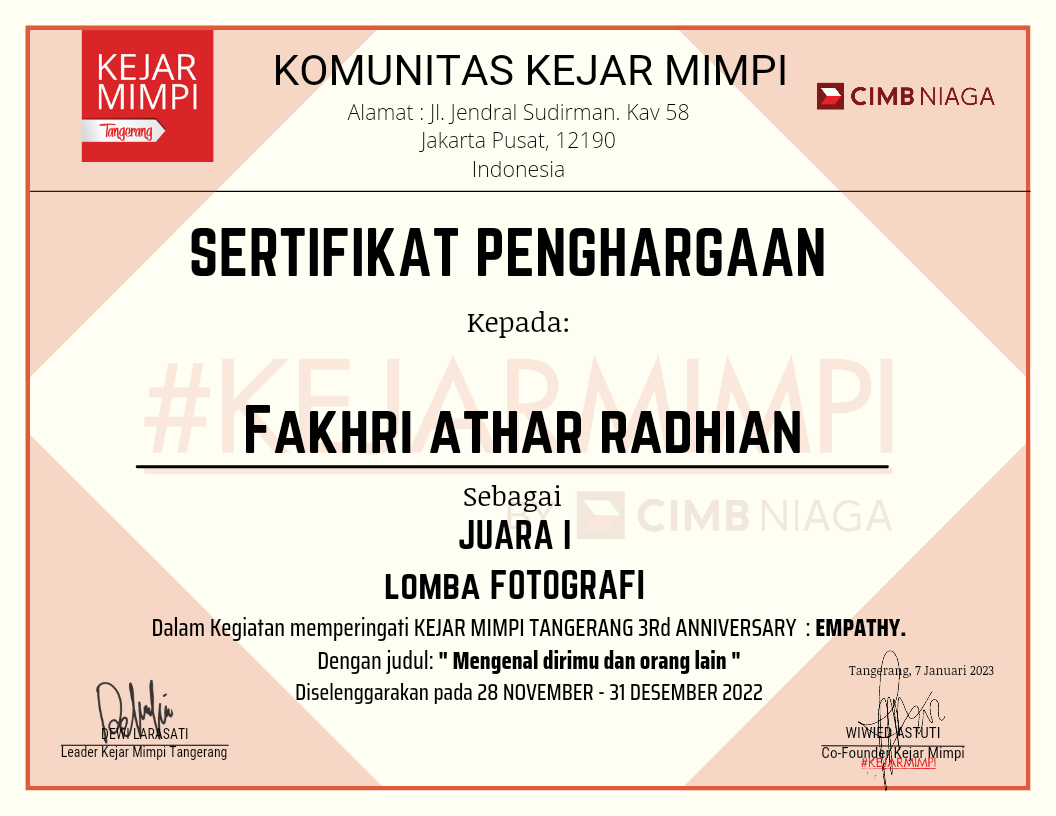 KEJAR
MIMPI
Tangerang
KOMUNITAS KEJAR MIMPI
Alamat : Jl. Jendral Sudirman. Kav 58
Jakarta Pusat, 12190
Indonesia
CIMB NIAGA
SERTIFIKAT PENGHARGAAN
Kepada:
#KEJARMIMPI
FAKHRI ATHAR RADHIAN
Sebagai
BY CIMB NIAGA
JUARA I
LOMBA FOTOGRAFI
Dalam Kegiatan memperingati KEJAR MIMPI TANGERANG 3Rd ANNIVERSARY : EMPATHY.
Dengan judul: " Mengenal dirimu dan orang lain "
Diselenggarakan pada 28 NOVEMBER - 31 DESEMBER 2022
Tangerang, 7 Januari 2023
DEWI LARASATI
Leader Kejar Mimpi Tangerang
WIWIED ASTUTI
Co-Founder Kejar Mimpi
#KEJARMIMPI